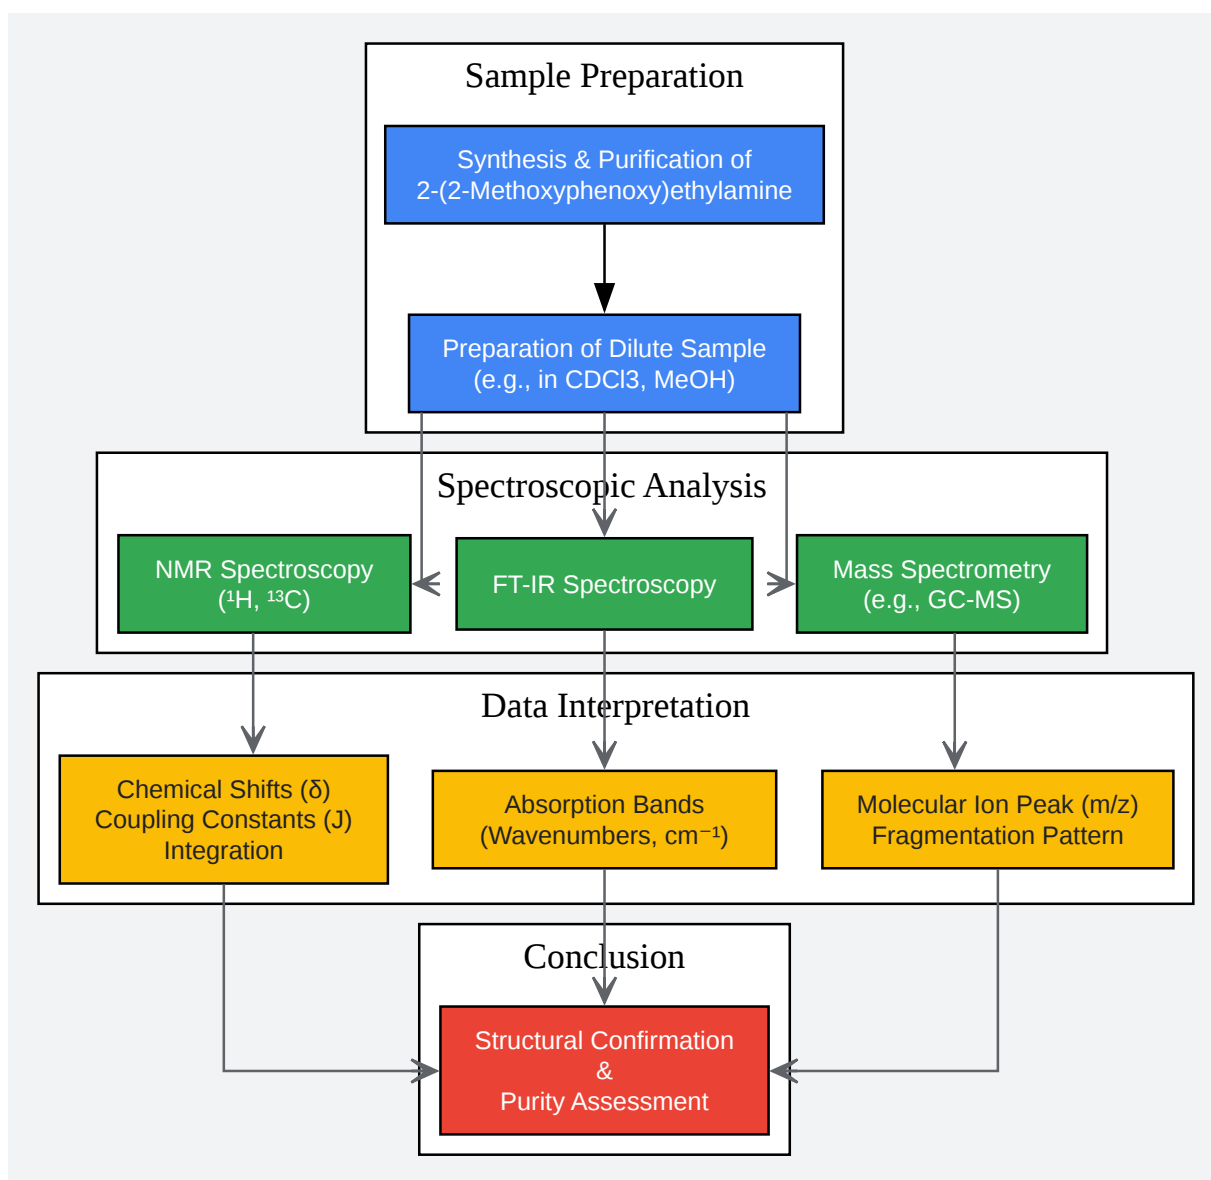 Sample Preparation
Synthesis & Purification of
2-(2-Methoxyphenoxy)ethylamine
Preparation of Dilute Sample
(e.g., in CDCl3, MeOH)
Spectroscopic Analysis
NMR Spectroscopy
(¹H, ¹³C)
FT-IR Spectroscopy
Mass Spectrometry
(e.g., GC-MS)
Data Interpretation
Chemical Shifts (δ)
Coupling Constants (J)
Integration
Absorption Bands
(Wavenumbers, cm⁻¹)
Molecular Ion Peak (m/z)
Fragmentation Pattern
Conclusion
Structural Confirmation
&
Purity Assessment